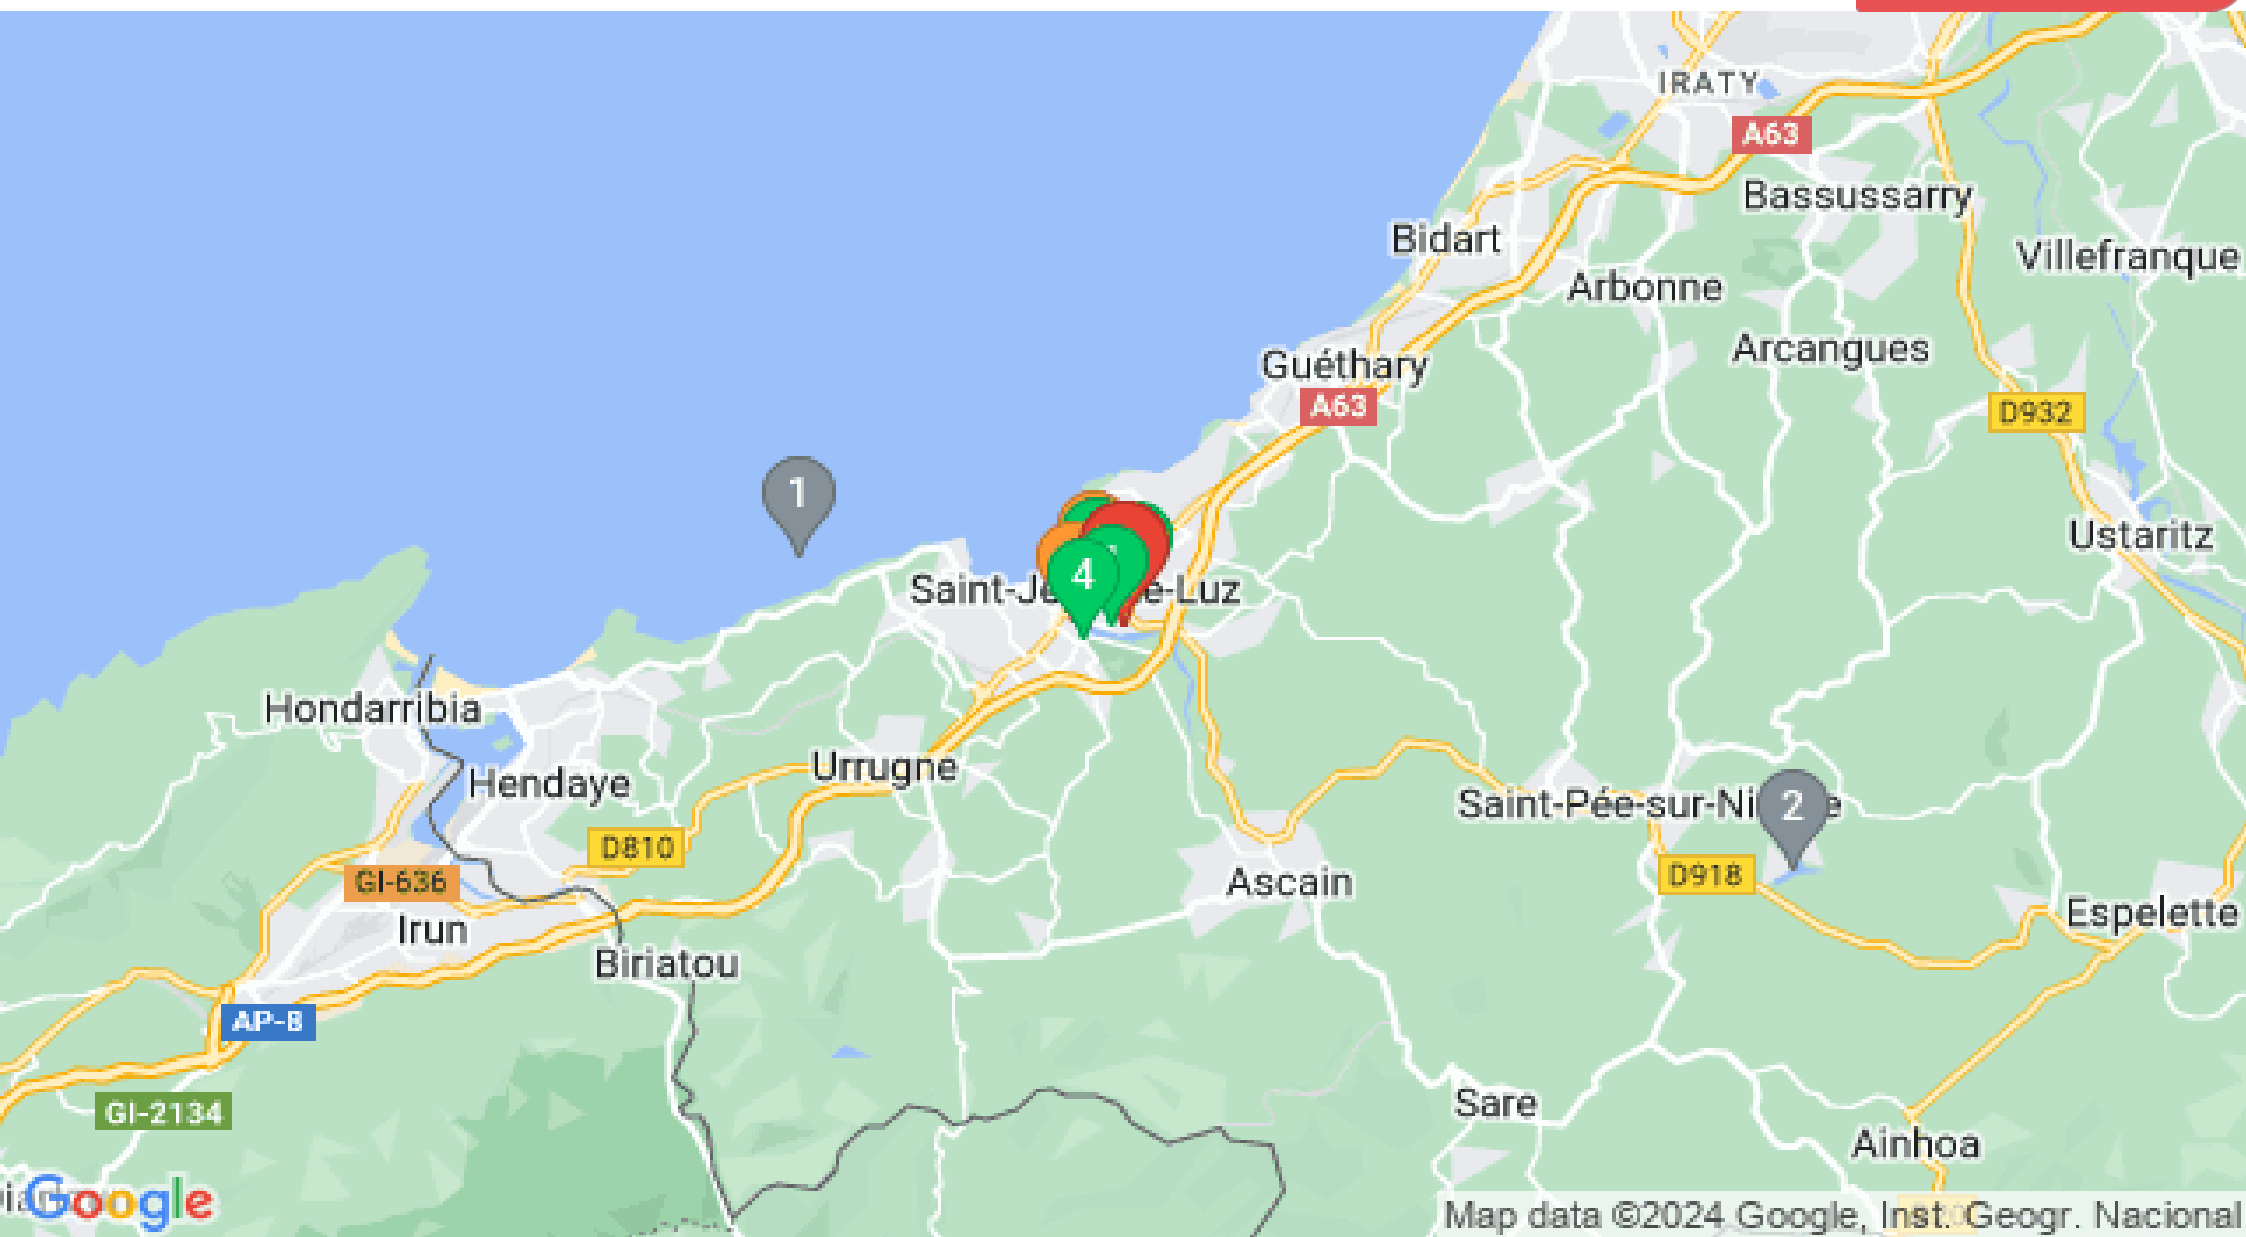 IRATY
A63
Bassussarry
Bidart
Villefranque
Arbonne
Arcangues
Guéthary
A63
D932
1
Ustaritz
4
Saint-Je e-Luz
Hondarribia
Urrugne
Hendaye
Saint-Pée-sur-Ni e
2
D810
D918
GI-636
Ascain
Espelette
Irun
Biriatou
AP-8
Sare
GI-2134
Ainhoa
Google
Map data ©2024 Google, Inst. Geogr. Nacional